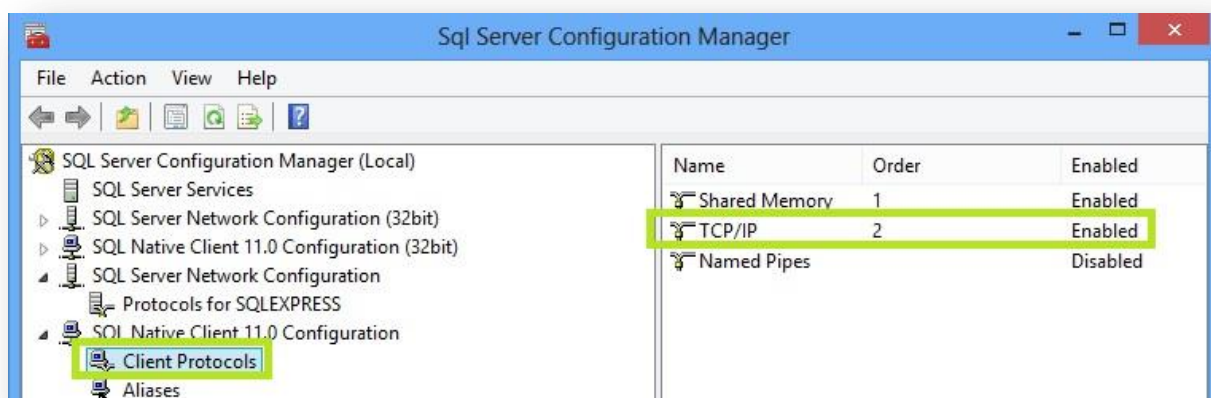 Sql Server Configuration Manager
File Action View Help
SQL Server Configuration Manager (Local)
SQL Server Services
SQL Server Network Configuration (32bit)
SQL Native Client 11.0 Configuration (32bit)
SQL Server Network Configuration
Protocols for SQLEXPRESS
SQL Native Client 11.0 Configuration
Client Protocols
Aliases
Name Order Enabled
Shared Memory 1 Enabled
TCP/IP 2 Enabled
Named Pipes Disabled